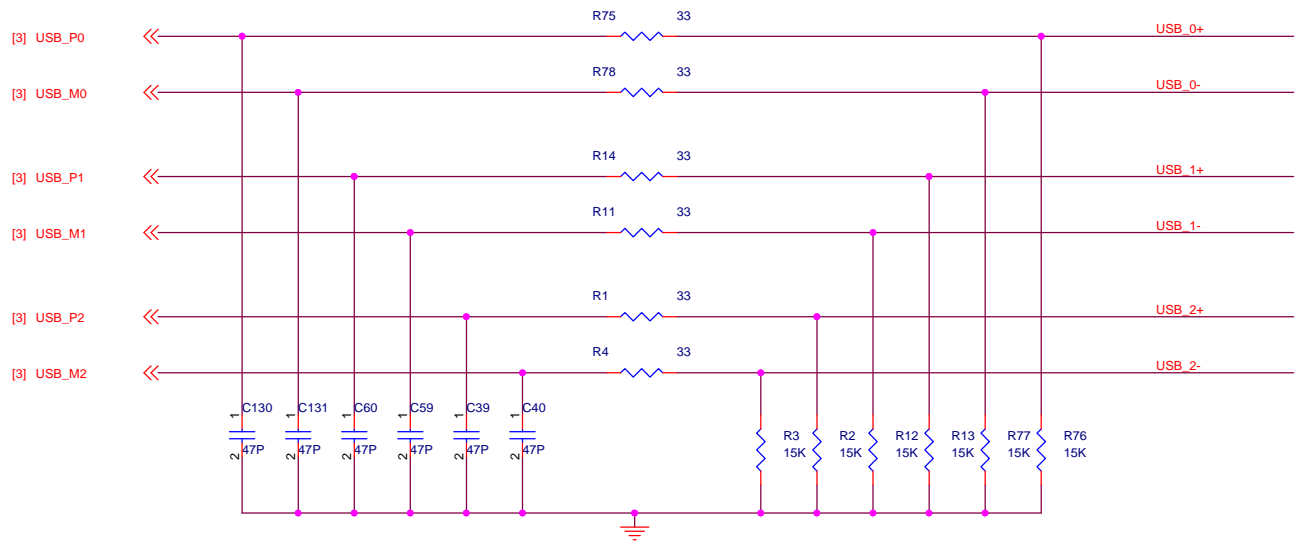 R75 33
[3] USB_P0 USB_0+
R78 33
[3] USB_M0 USB_0-
R14 33
[3] USB_P1 USB_1+
R11 33
[3] USB_M1 USB_1-
R1 33
[3] USB_P2 USB_2+
R4 33
[3] USB_M2 USB_2-
1 C130 1 C131 1 C60 1 C59 1 C39 1 C40
2 47P 2 47P 2 47P 2 47P 2 47P 2 47P
R3 R2 R12 R13 R77 R76
15K 15K 15K 15K 15K 15K